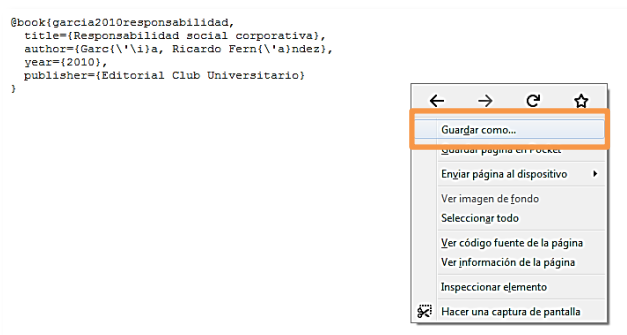 @book{garcia2010responsabilidad,
  title={Responsabilidad social corporativa},
  author={Garc{\'\i}a, Ricardo Fern{\'a}ndez},
  year={2010},
  publisher={Editorial Club Universitario}
}
Guardar como...
Guardar página en Pocket
Enviar página al dispositivo
Ver imagen de fondo
Seleccionar todo
Ver código fuente de la página
Ver información de la página
Inspeccionar elemento
Hacer una captura de pantalla